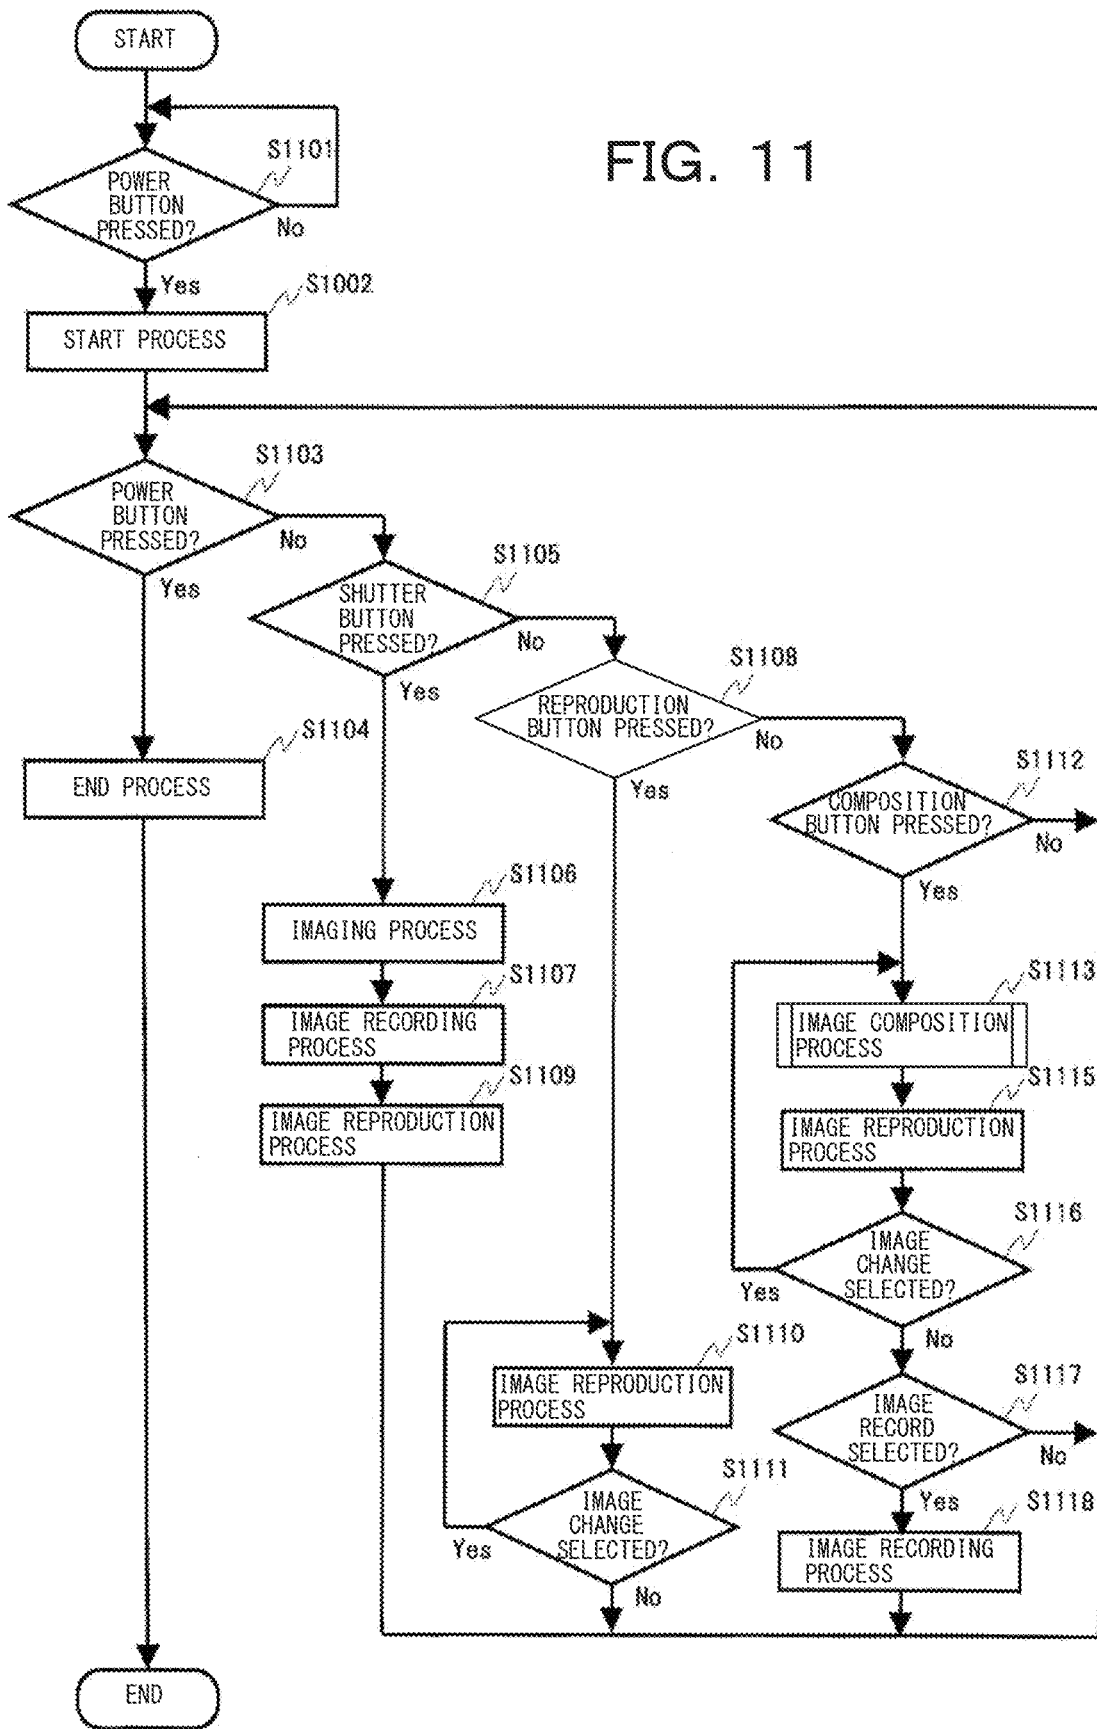 START
FIG. 11
S1101
POWER
BUTTON
PRESSED?
No
Yes
S1002
START PROCESS
S1103
POWER
BUTTON
PRESSED?
No
Yes
S1105
SHUTTER
BUTTON
PRESSED?
No
Yes
S1108
REPRODUCTION
BUTTON PRESSED?
No
Yes
S1104
END PROCESS
S1112
COMPOSITION
BUTTON PRESSED?
No
Yes
S1106
IMAGING PROCESS
S1107
IMAGE RECORDING
PROCESS
S1109
IMAGE REPRODUCTION
PROCESS
S1113
IMAGE COMPOSITION
PROCESS
S1115
IMAGE REPRODUCTION
PROCESS
S1116
IMAGE
CHANGE
SELECTED?
Yes
No
S1110
IMAGE REPRODUCTION
PROCESS
S1111
IMAGE
CHANGE
SELECTED?
Yes
No
S1117
IMAGE
RECORD
SELECTED?
No
Yes
S1118
IMAGE RECORDING
PROCESS
END